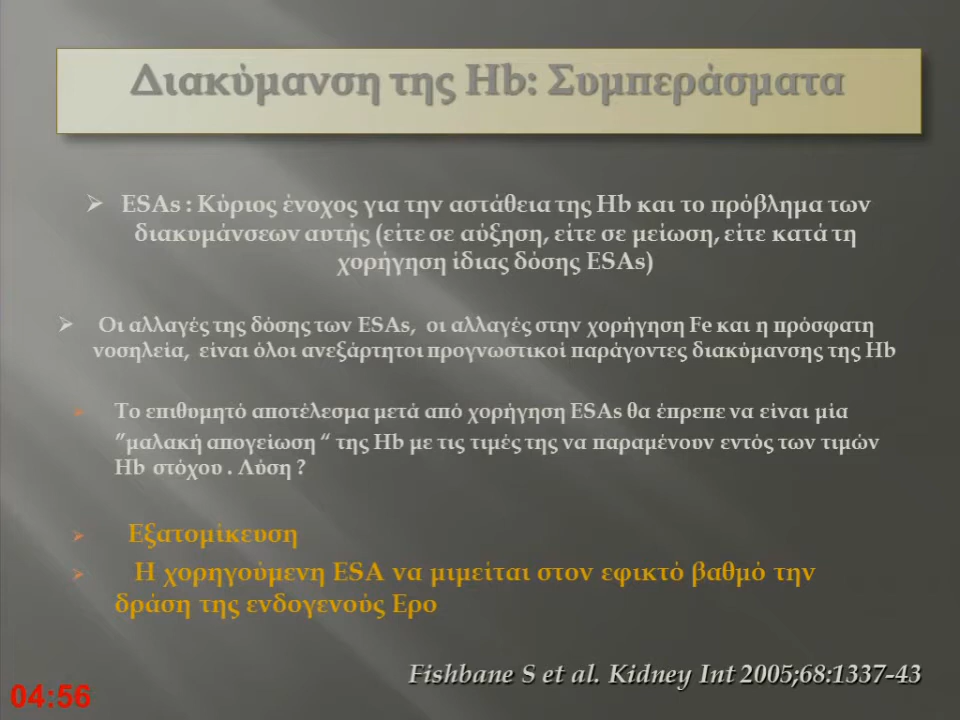 Διακύμανση της Hb: Συμπεράσματα
➢ ESAs : Κύριος ένοχος για την αστάθεια της Hb και το πρόβλημα των
διακυμάνσεων αυτής (είτε σε αύξηση, είτε σε μείωση, είτε κατά τη
χορήγηση ίδιας δόσης ESAs)
➢ Οι αλλαγές της δόσης των ESAs, οι αλλαγές στην χορήγηση Fe και η πρόσφατη
νοσηλεία, είναι όλοι ανεξάρτητοι προγνωστικοί παράγοντες διακύμανσης της Hb
➢ Το επιθυμητό αποτέλεσμα μετά από χορήγηση ESAs θα έπρεπε να είναι μία
”μαλακή απογείωση “ της Hb με τις τιμές της να παραμένουν εντός των τιμών
Hb στόχου . Λύση ?
➢ Εξατομίκευση
➢ Η χορηγούμενη ESA να μιμείται στον εφικτό βαθμό την
δράση της ενδογενούς Epo
Fishbane S et al. Kidney Int 2005;68:1337-43
04:56